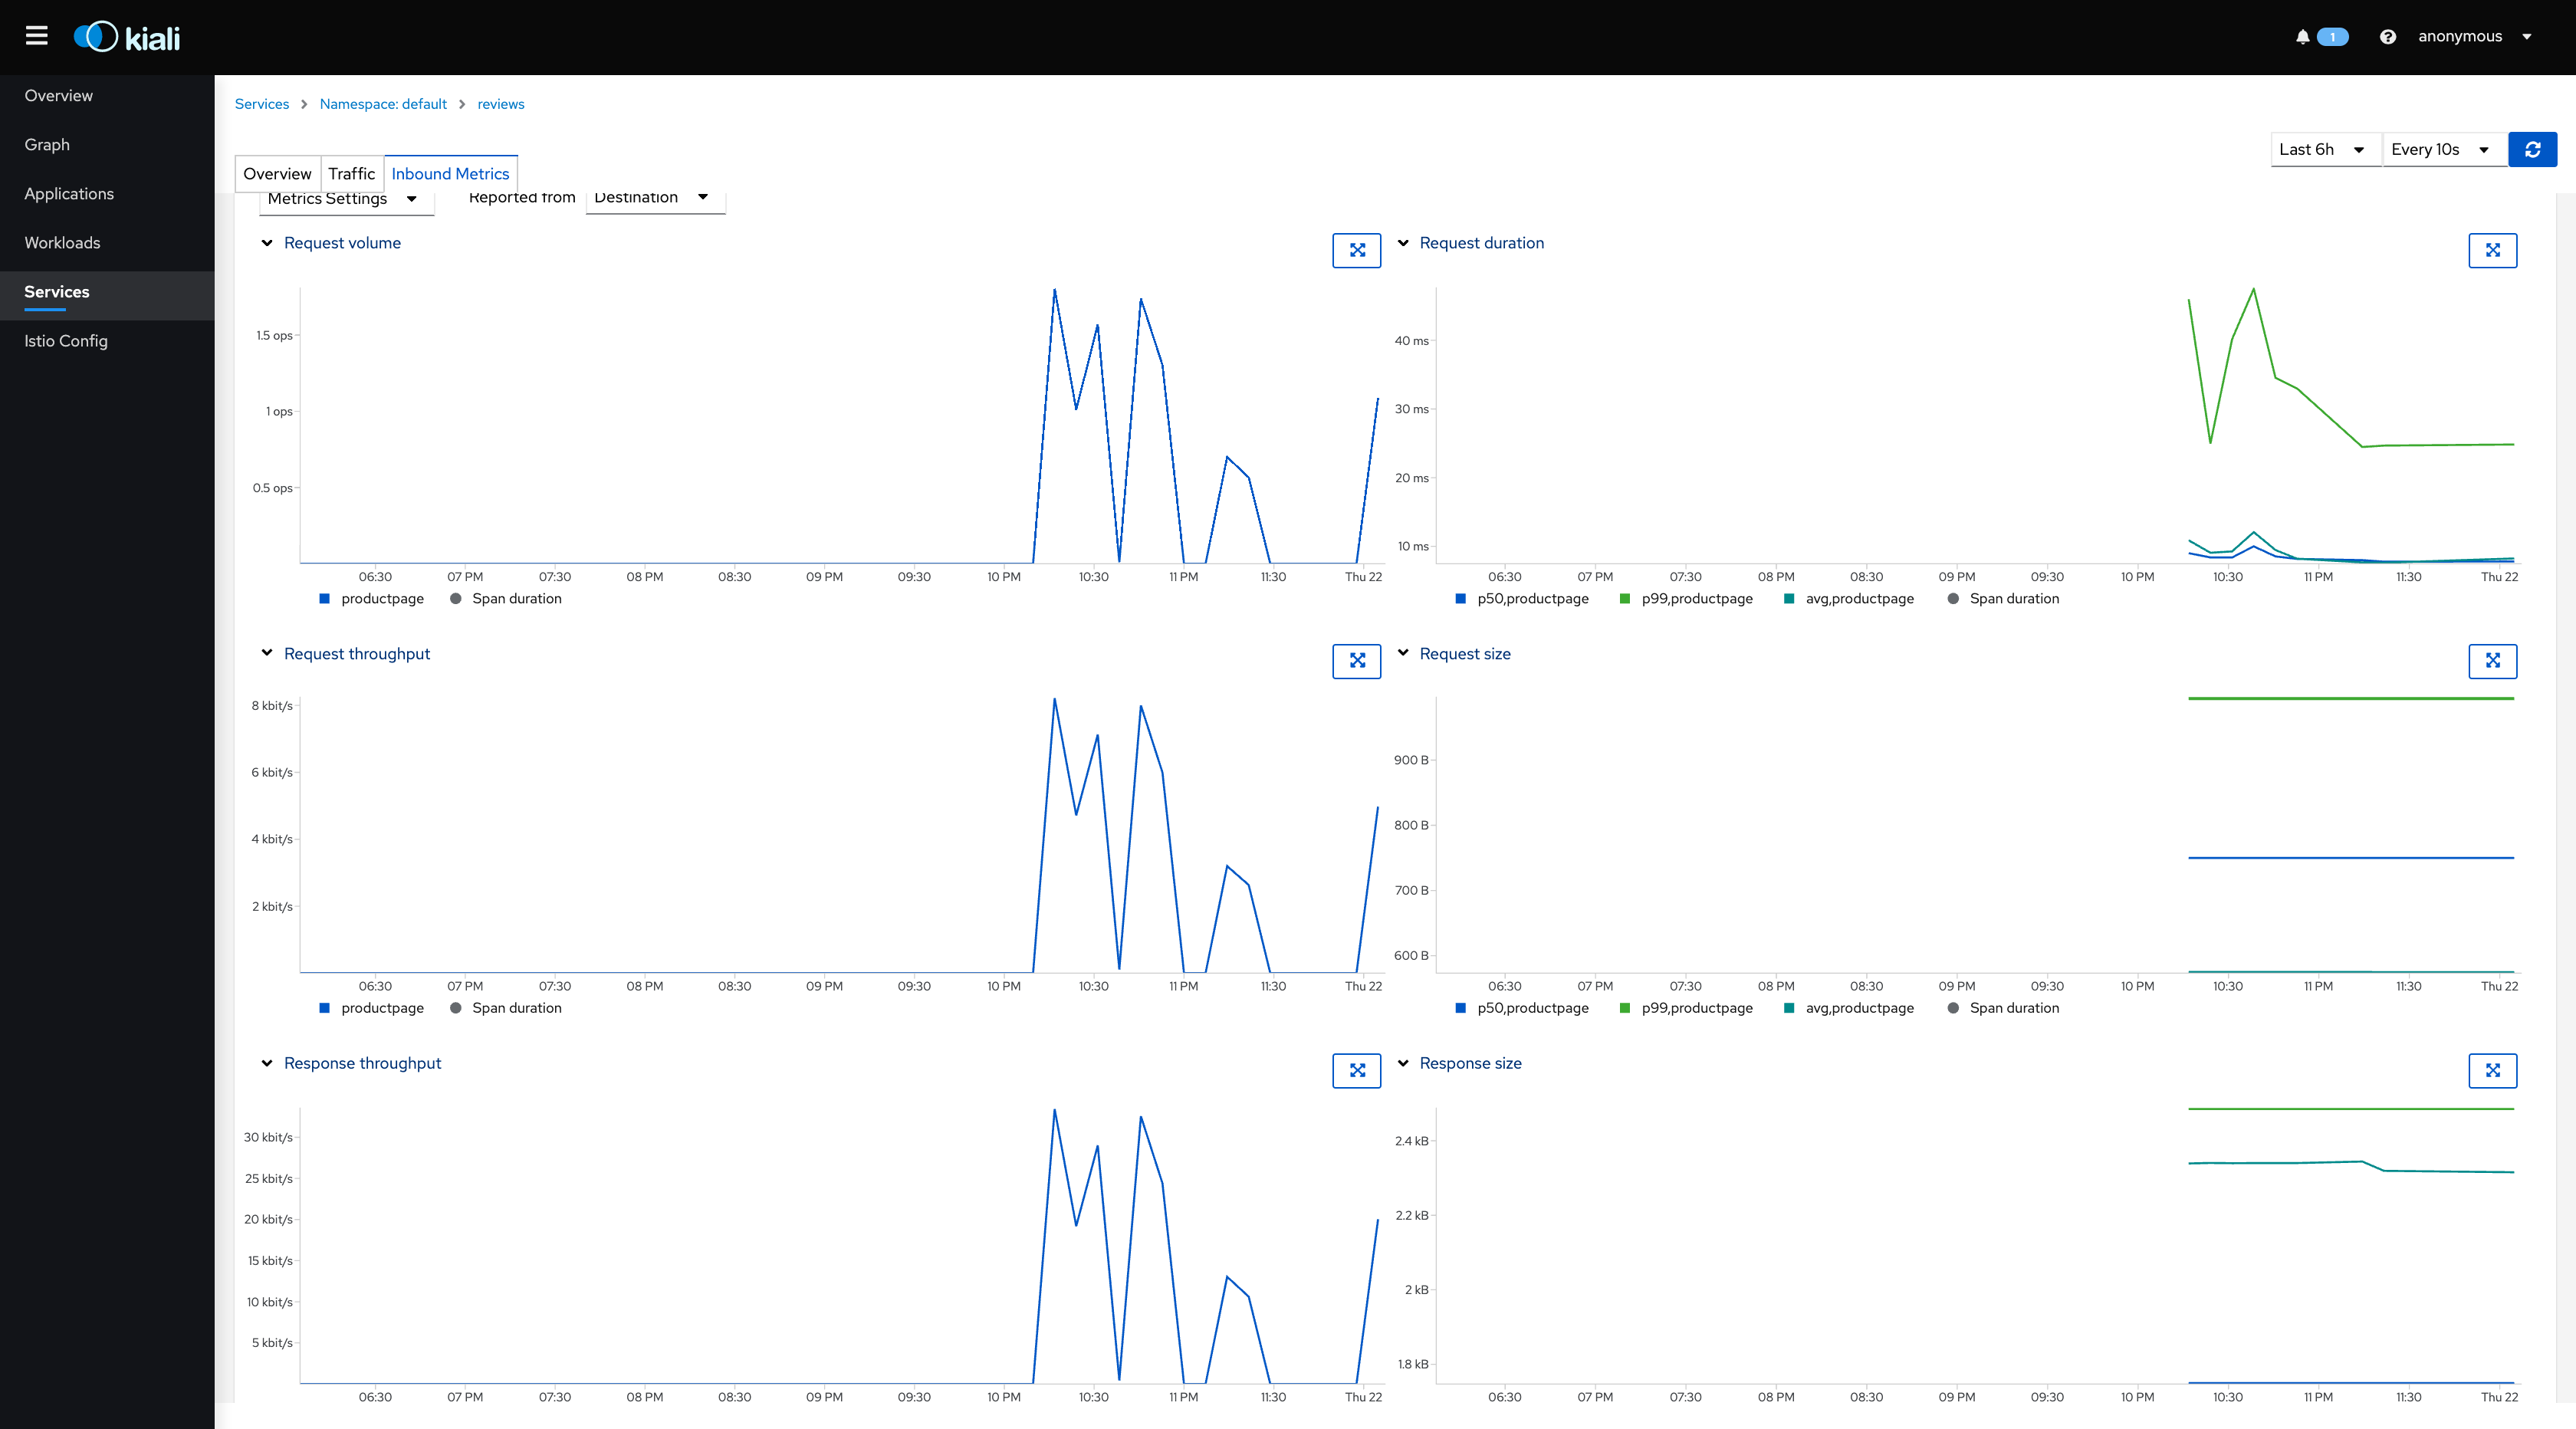 kiali
1
anonymous
Overview
Graph
Applications
Workloads
Services
Istio Config
Services Namespace: default reviews
Last 6h Every 10s
Overview Traffic Inbound Metrics
Metrics Settings Reported from Destination
Request volume
1.5 ops
1 ops
0.5 ops
06:30 07 PM 07:30 08 PM 08:30 09 PM 09:30 10 PM 10:30 11 PM 11:30 Thu 22
productpage Span duration
Request duration
40 ms
30 ms
20 ms
10 ms
06:30 07 PM 07:30 08 PM 08:30 09 PM 09:30 10 PM 10:30 11 PM 11:30 Thu 22
p50,productpage p99,productpage avg,productpage Span duration
Request throughput
8 kbit/s
6 kbit/s
4 kbit/s
2 kbit/s
06:30 07 PM 07:30 08 PM 08:30 09 PM 09:30 10 PM 10:30 11 PM 11:30 Thu 22
productpage Span duration
Request size
900 B
800 B
700 B
600 B
06:30 07 PM 07:30 08 PM 08:30 09 PM 09:30 10 PM 10:30 11 PM 11:30 Thu 22
p50,productpage p99,productpage avg,productpage Span duration
Response throughput
30 kbit/s
25 kbit/s
20 kbit/s
15 kbit/s
10 kbit/s
5 kbit/s
06:30 07 PM 07:30 08 PM 08:30 09 PM 09:30 10 PM 10:30 11 PM 11:30 Thu 22
Response size
2.4 kB
2.2 kB
2 kB
1.8 kB
06:30 07 PM 07:30 08 PM 08:30 09 PM 09:30 10 PM 10:30 11 PM 11:30 Thu 22